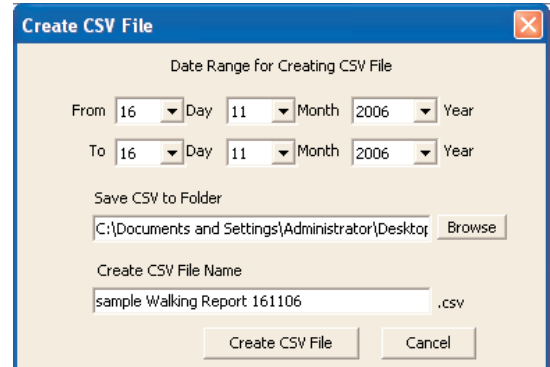 Create CSV File
Date Range for Creating CSV File
From 16 Day 11 Month 2006 Year
To 16 Day 11 Month 2006 Year
Save CSV to Folder
C:\Documents and Settings\Administrator\Desktop Browse
Create CSV File Name
sample Walking Report 161106 .csv
Create CSV File Cancel